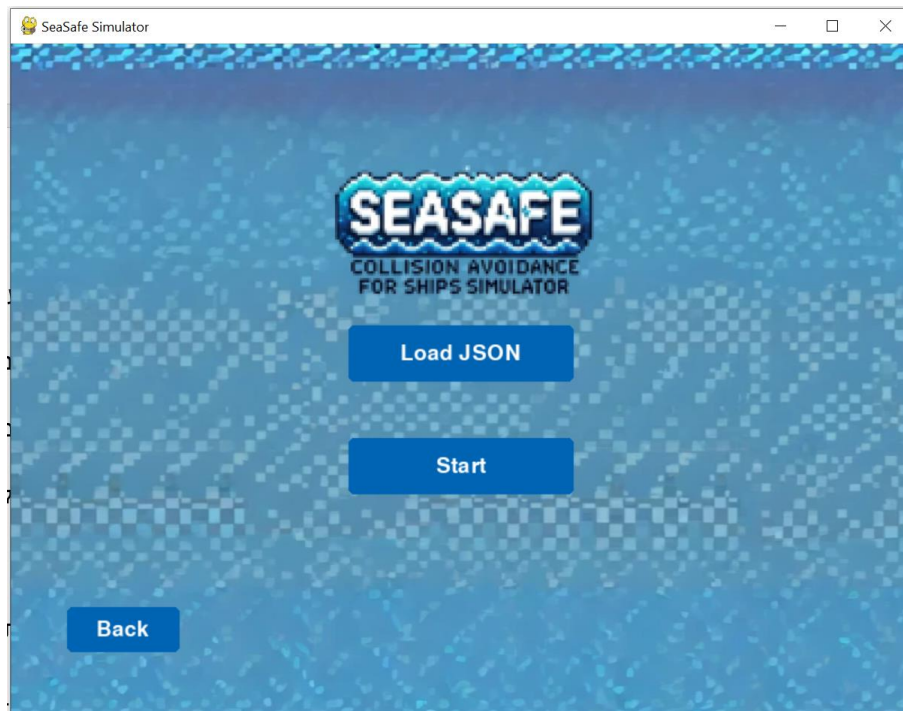 SeaSafe Simulator
SEASAFE
COLLISION AVOIDANCE
FOR SHIPS SIMULATOR
Load JSON
Start
Back